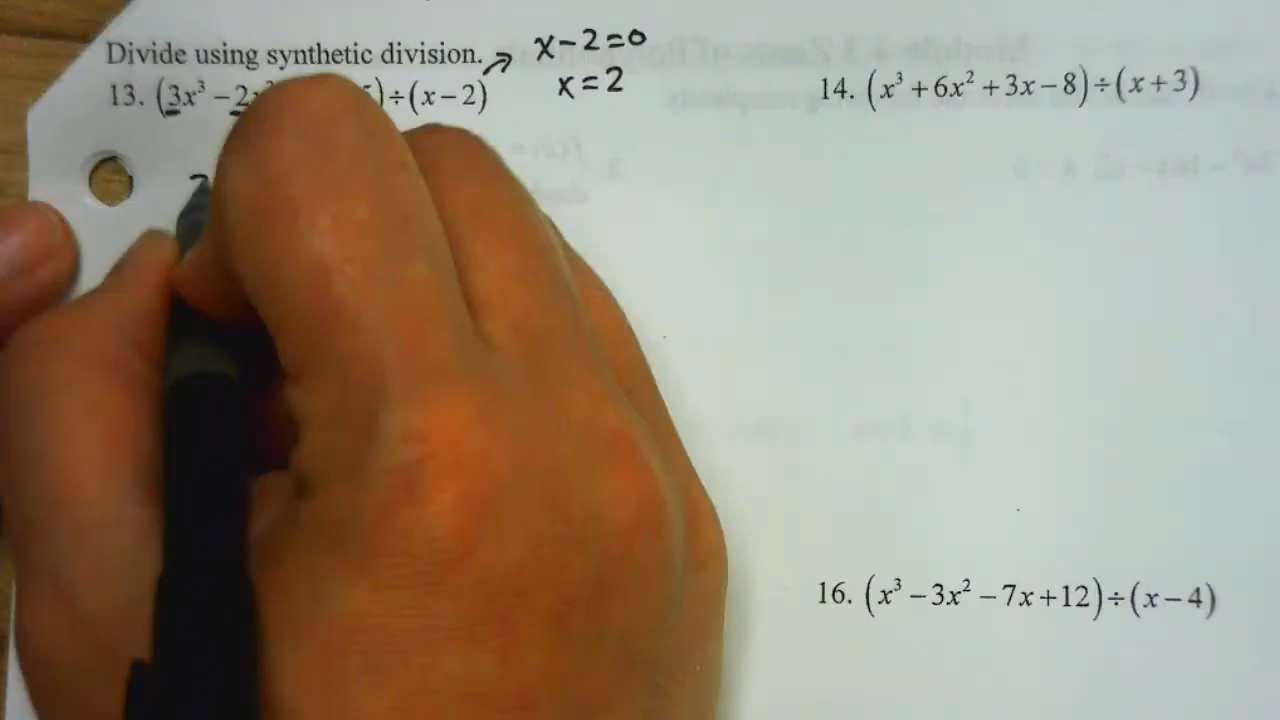 Divide using synthetic division. x-2=0
13. (3x³ - 2x )÷(x-2) x=2
14. (x³ + 6x² + 3x - 8) ÷ (x + 3)
16. (x³ - 3x² - 7x + 12) ÷ (x - 4)